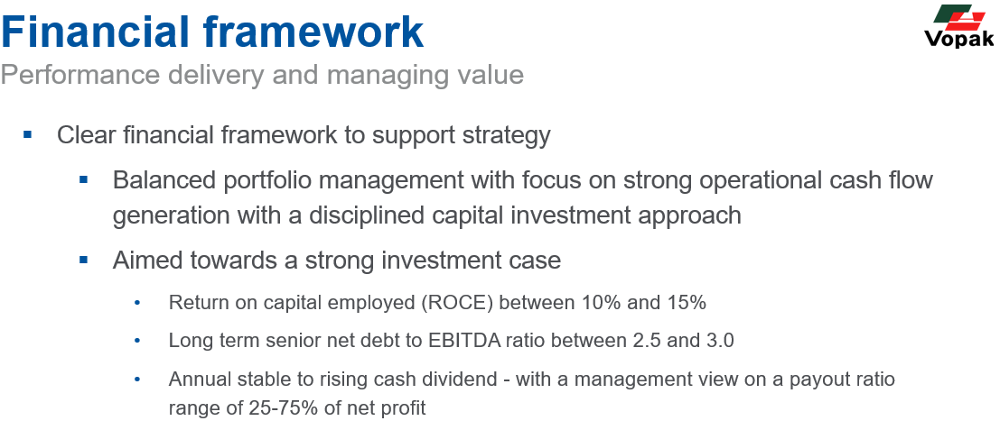 Financial framework
Vopak
Performance delivery and managing value
▪ Clear financial framework to support strategy
▪ Balanced portfolio management with focus on strong operational cash flow
generation with a disciplined capital investment approach
▪ Aimed towards a strong investment case
• Return on capital employed (ROCE) between 10% and 15%
• Long term senior net debt to EBITDA ratio between 2.5 and 3.0
• Annual stable to rising cash dividend - with a management view on a payout ratio
range of 25-75% of net profit